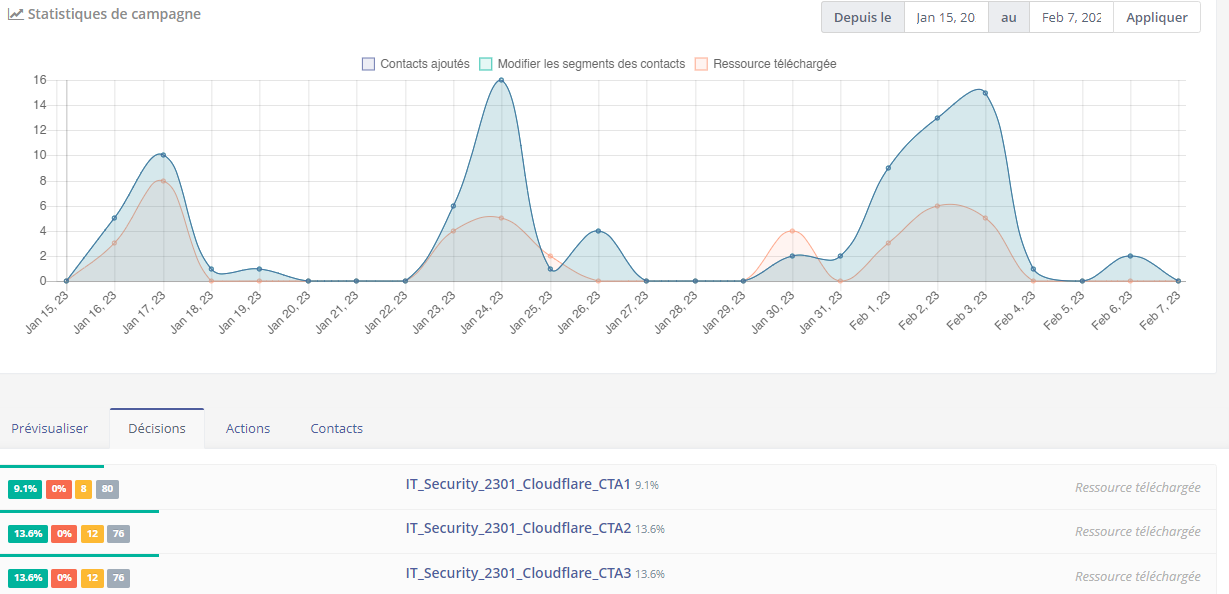 Statistiques de campagne
Depuis le Jan 15, 20 au Feb 7, 202 Appliquer
Contacts ajoutés Modifier les segments des contacts Ressource téléchargée
16
14
12
10
8
6
4
2
0
Jan 15, 23 Jan 16, 23 Jan 17, 23 Jan 18, 23 Jan 19, 23 Jan 20, 23 Jan 21, 23 Jan 22, 23 Jan 23, 23 Jan 24, 23 Jan 25, 23 Jan 26, 23 Jan 27, 23 Jan 28, 23 Jan 29, 23 Jan 30, 23 Jan 31, 23 Feb 1, 23 Feb 2, 23 Feb 3, 23 Feb 4, 23 Feb 5, 23 Feb 6, 23 Feb 7, 23
Prévisualiser Décisions Actions Contacts
9.1% 0% 8 80 IT_Security_2301_Cloudflare_CTA1 9.1% Ressource téléchargée
13.6% 0% 12 76 IT_Security_2301_Cloudflare_CTA2 13.6% Ressource téléchargée
13.6% 0% 12 76 IT_Security_2301_Cloudflare_CTA3 13.6% Ressource téléchargée